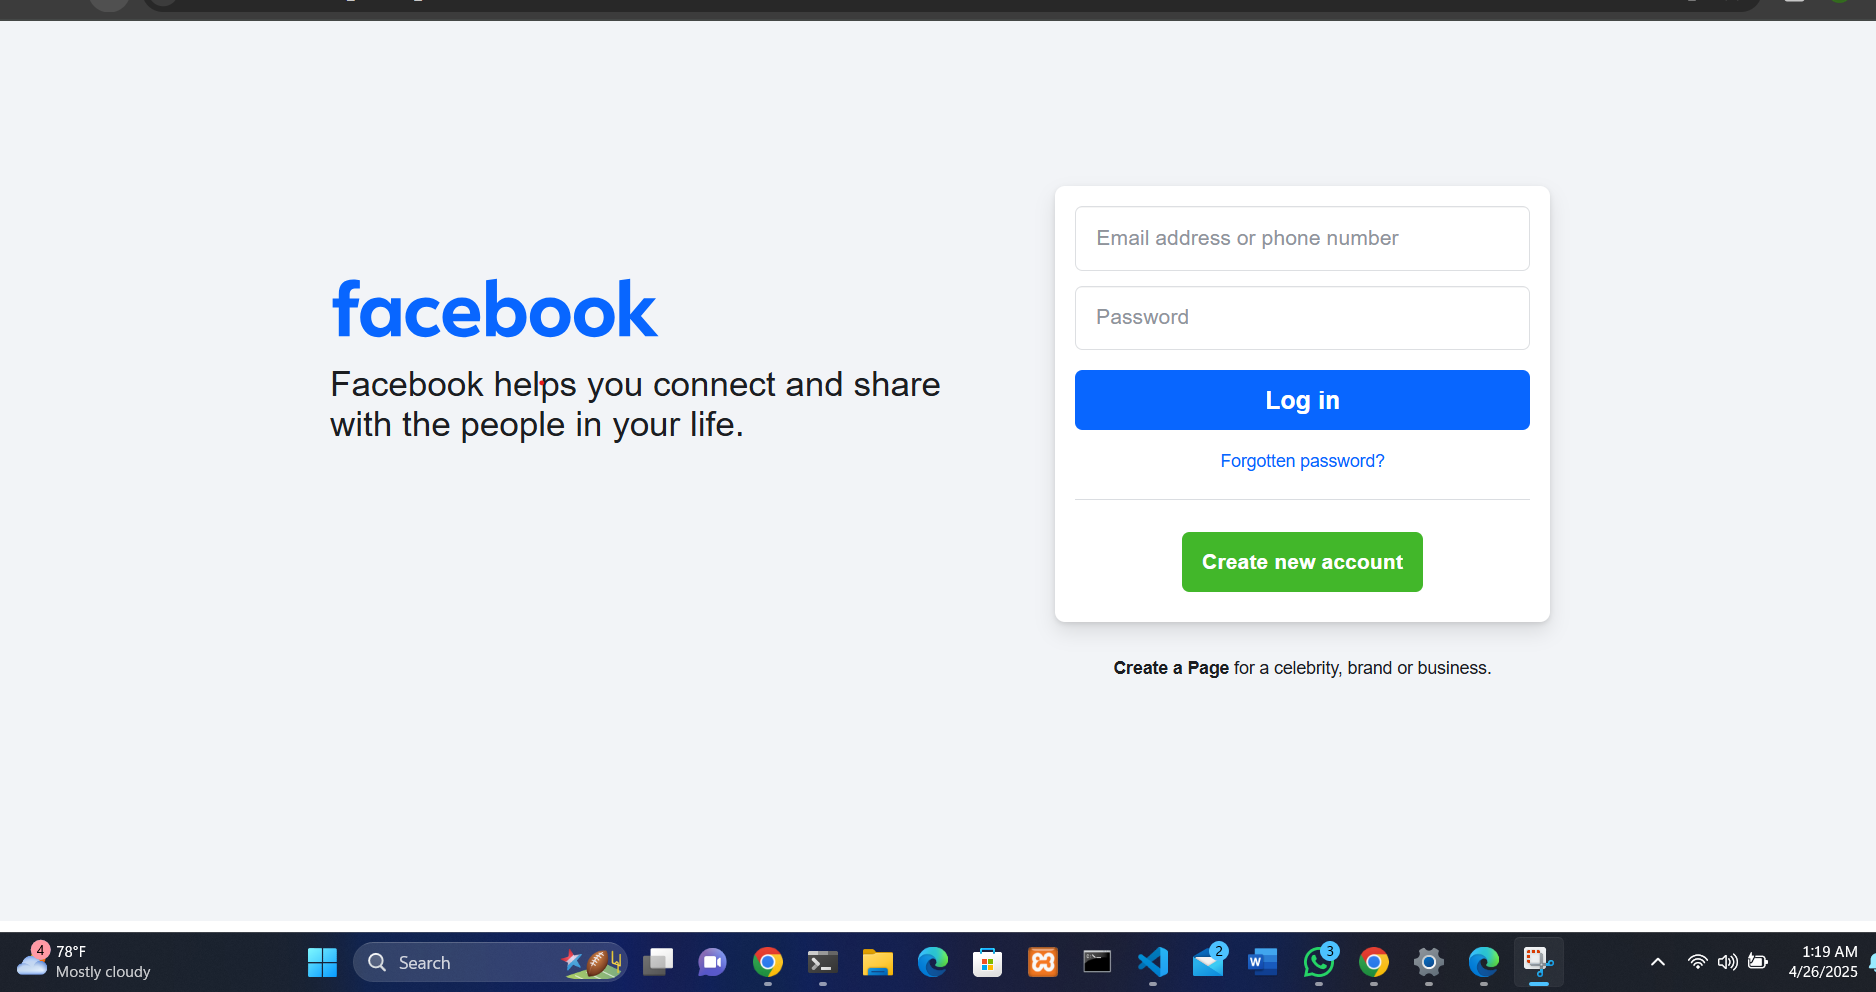 facebook
Facebook helps you connect and share
with the people in your life.
Email address or phone number
Password
Log in
Forgotten password?
Create new account
Create a Page for a celebrity, brand or business.
4
78°F
Mostly cloudy
Search
2
W
3
1:19 AM
4/26/2025